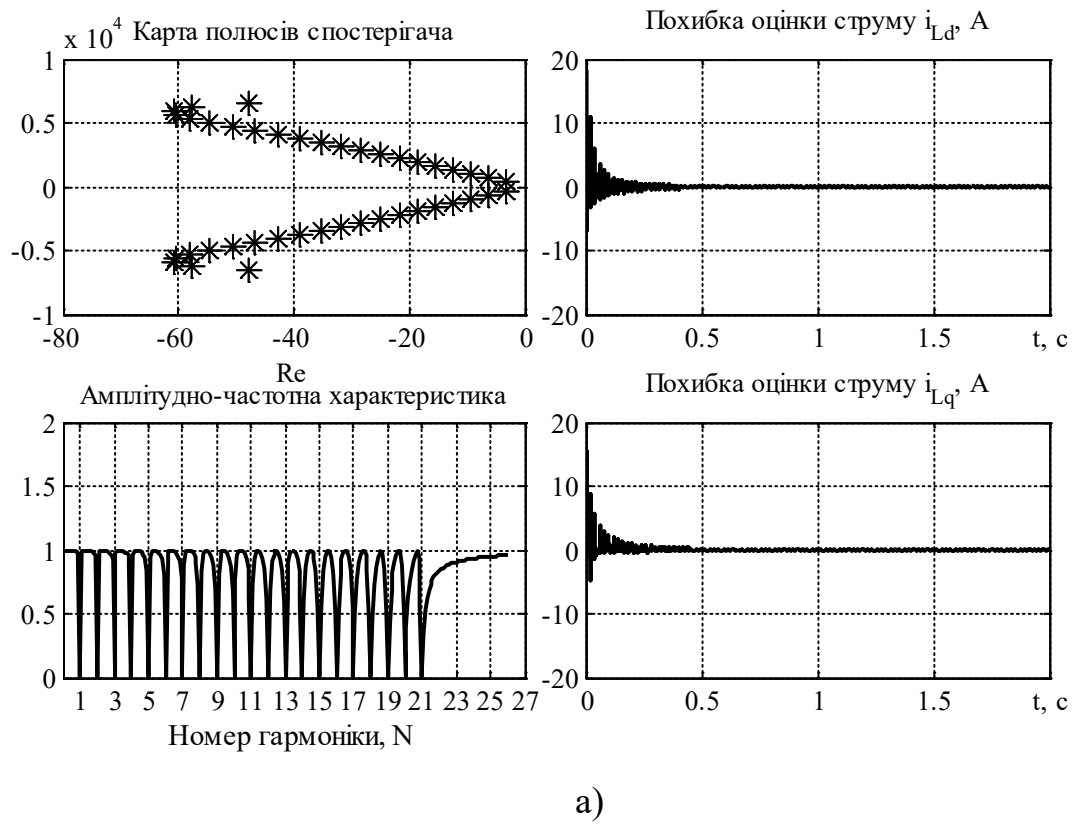 x 10^4 Карта полюсів спостерігача
1
0.5
0
-0.5
-1
-80 -60 -40 -20 0
Re
Похибка оцінки струму i_Ld, А
20
10
0
-10
-20
0 0.5 1 1.5 t, с
Амплітудно-частотна характеристика
2
1.5
1
0.5
0
1 3 5 7 9 11 13 15 17 19 21 23 25 27
Номер гармоніки, N
Похибка оцінки струму i_Lq, А
20
10
0
-10
-20
0 0.5 1 1.5 t, с
а)